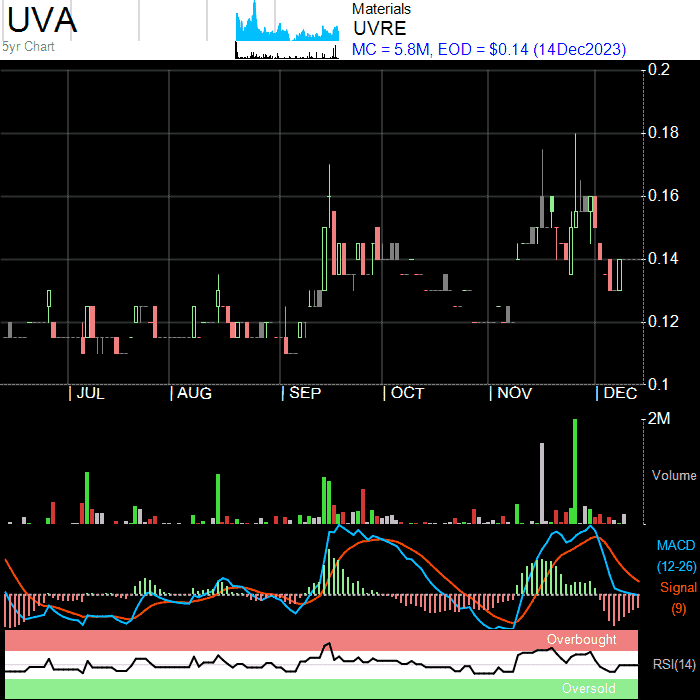 UVA
5yr Chart
Materials
UVRE
MC = 5.8M, EOD = $0.14 (14Dec2023)
0.2
0.18
0.16
0.14
0.12
0.1
JUL AUG SEP OCT NOV DEC
2M
Volume
MACD
(12-26)
Signal
(9)
Overbought
RSI(14)
Oversold